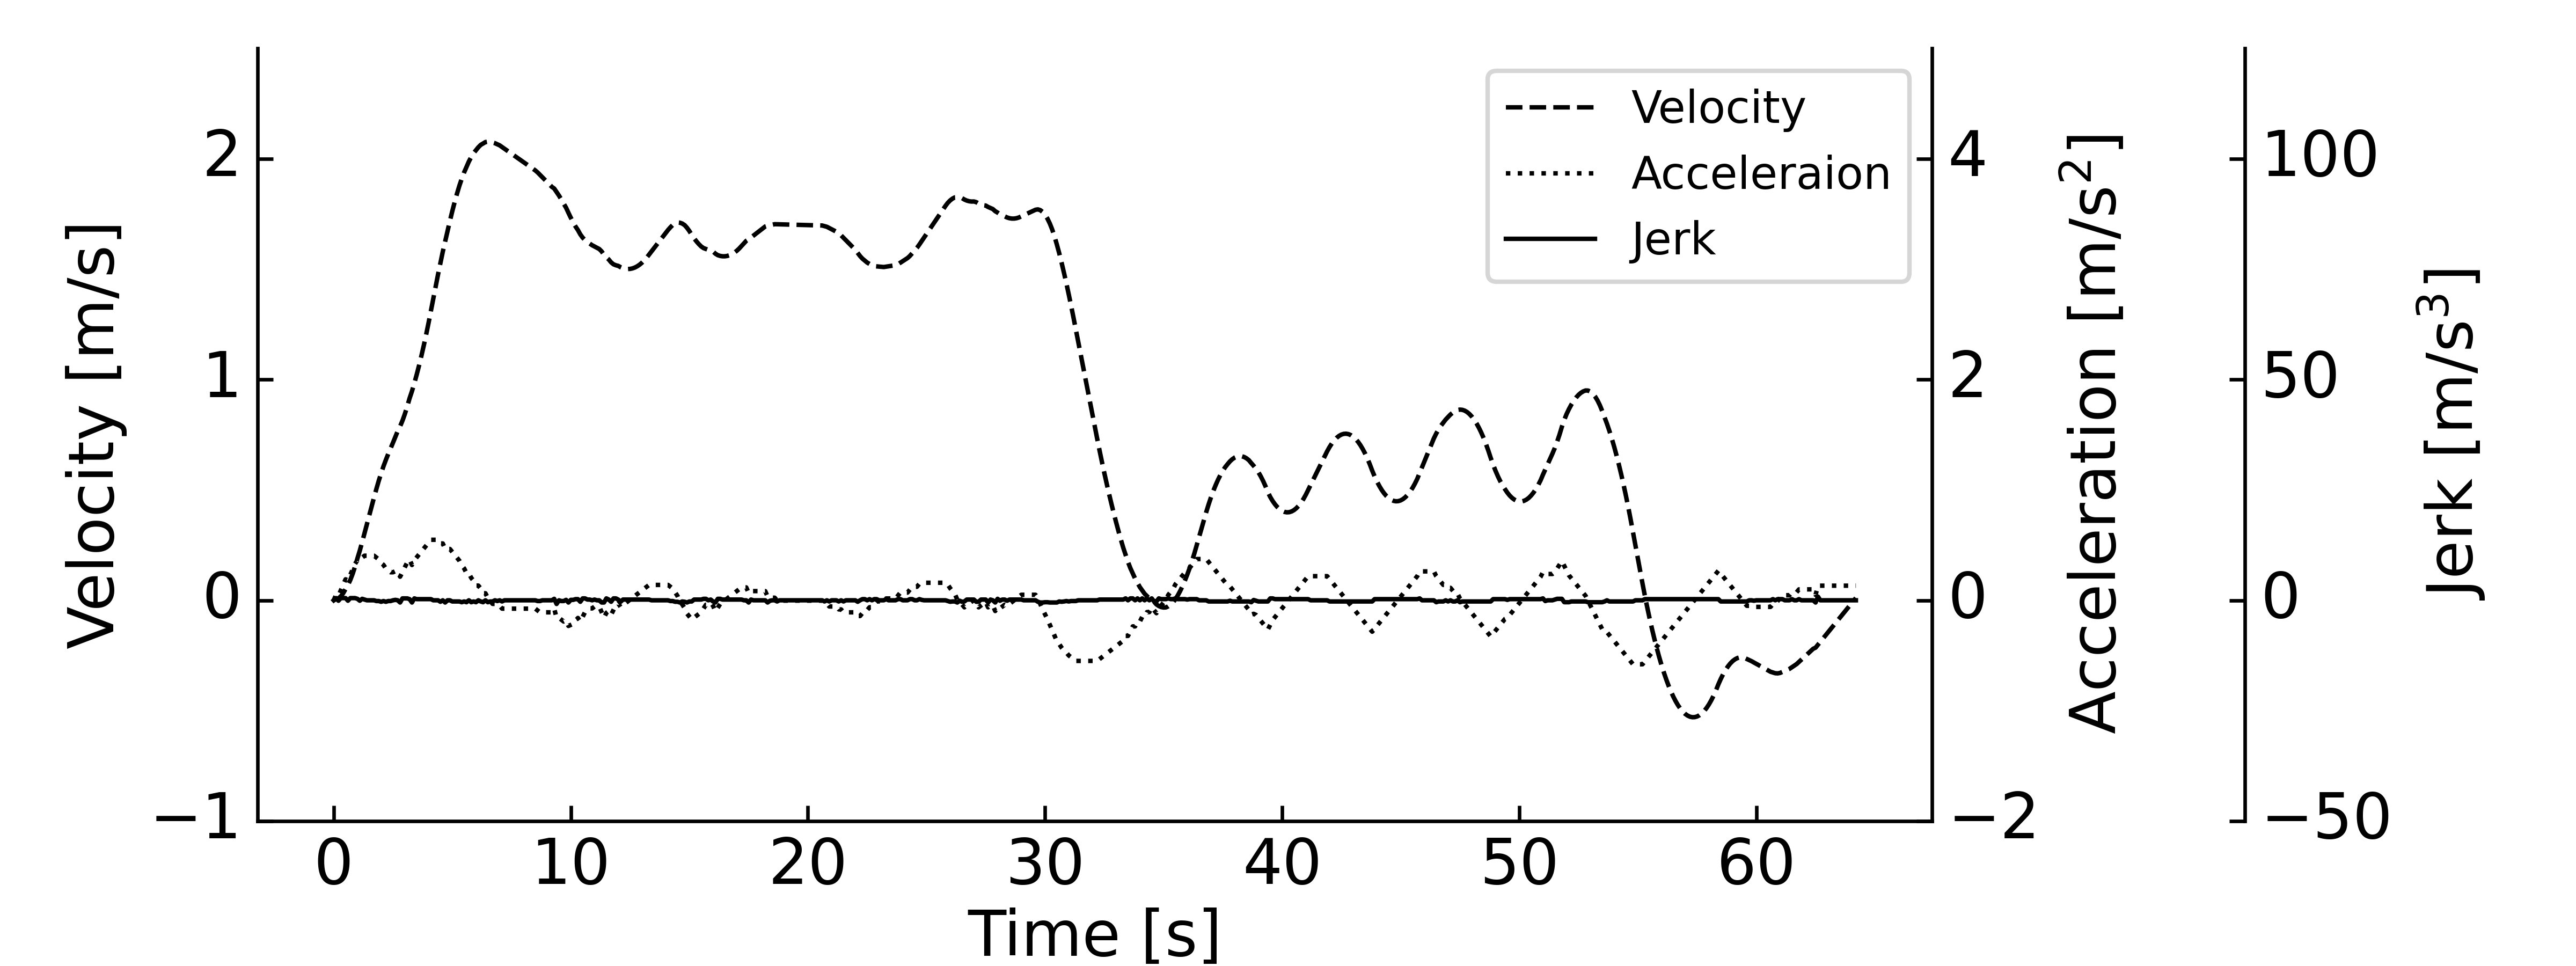 Velocity [m/s]
2
1
0
−1
0 10 20 30 40 50 60
Time [s]
Velocity
Acceleraion
Jerk
4
2
0
−2
Acceleration [m/s²]
100
50
0
−50
Jerk [m/s³]